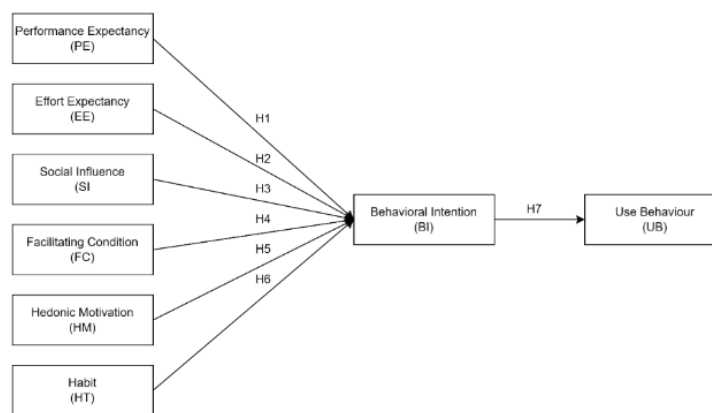 Performance Expectancy
(PE)
H1
Effort Expectancy
(EE)
H2
Social Influence
(SI
H3
Behavioral Intention
(BI)
H7
Use Behaviour
(UB)
Facilitating Condition
(FC)
H4
H5
Hedonic Motivation
(HM)
H6
Habit
(HT)